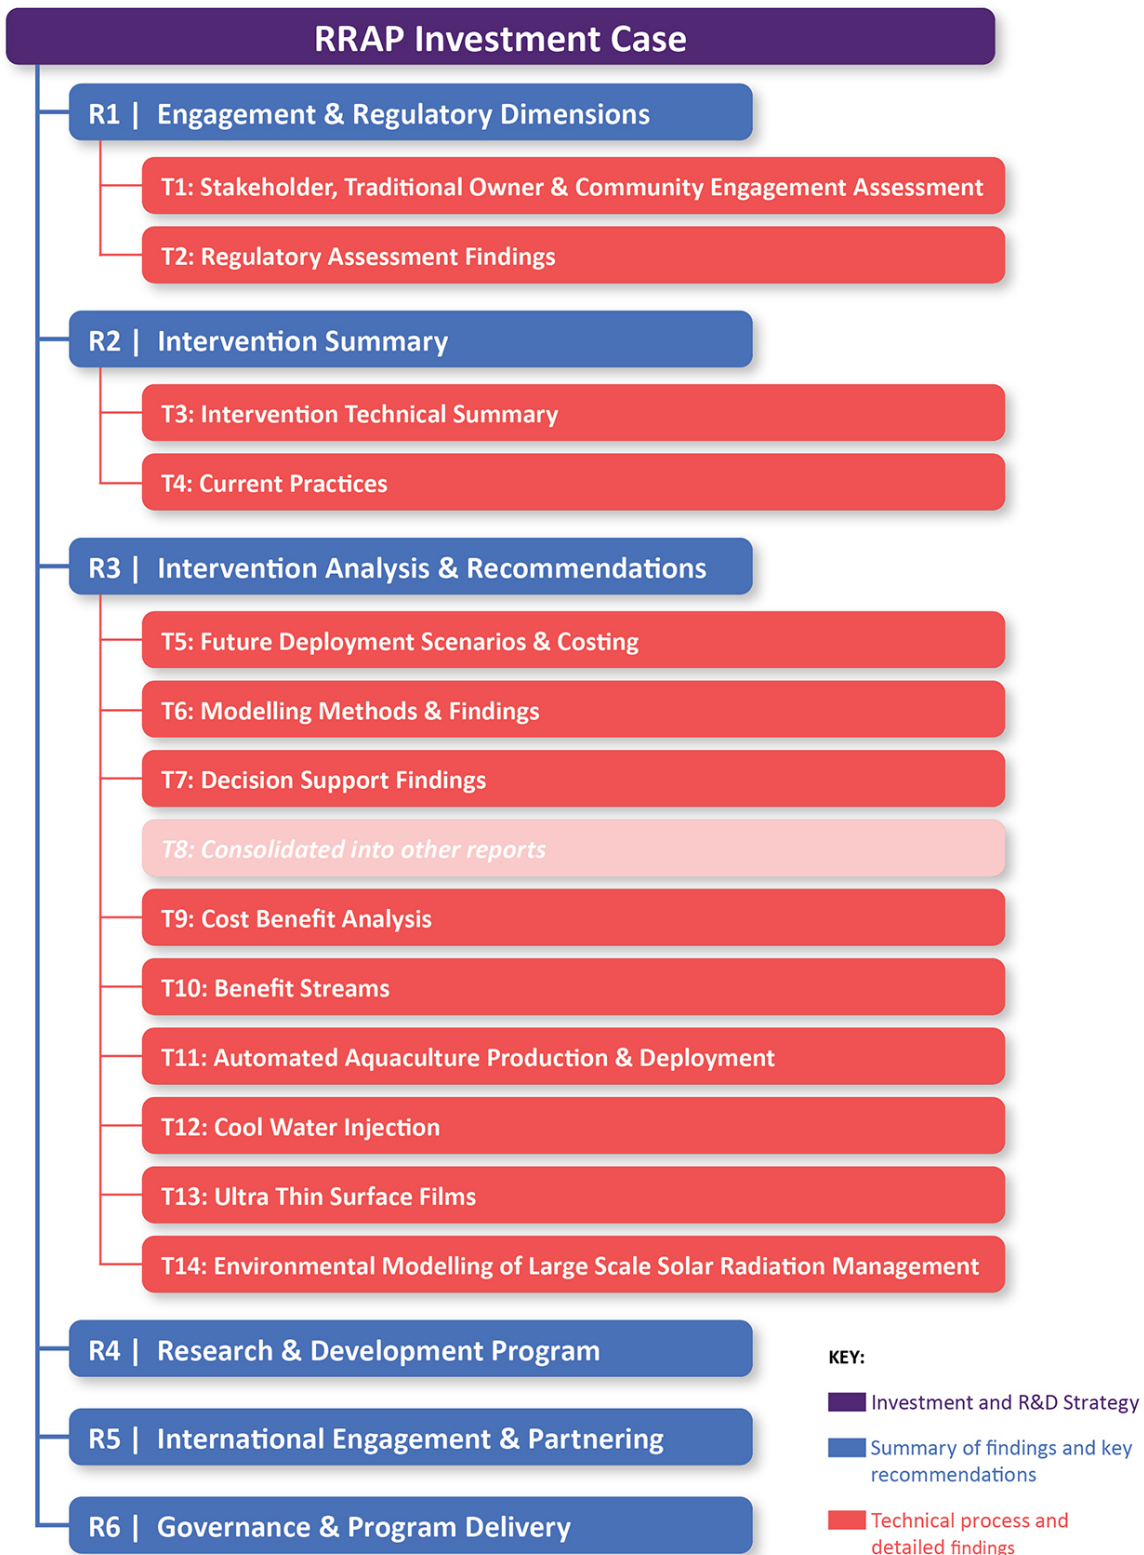 RRAP Investment Case
R1 | Engagement & Regulatory Dimensions
T1: Stakeholder, Traditional Owner & Community Engagement Assessment
T2: Regulatory Assessment Findings
R2 | Intervention Summary
T3: Intervention Technical Summary
T4: Current Practices
R3 | Intervention Analysis & Recommendations
T5: Future Deployment Scenarios & Costing
T6: Modelling Methods & Findings
T7: Decision Support Findings
T8: Consolidated into other reports
T9: Cost Benefit Analysis
T10: Benefit Streams
T11: Automated Aquaculture Production & Deployment
T12: Cool Water Injection
T13: Ultra Thin Surface Films
T14: Environmental Modelling of Large Scale Solar Radiation Management
R4 | Research & Development Program
R5 | International Engagement & Partnering
R6 | Governance & Program Delivery
KEY:
Investment and R&D Strategy
Summary of findings and key
recommendations
Technical process and
detailed findings